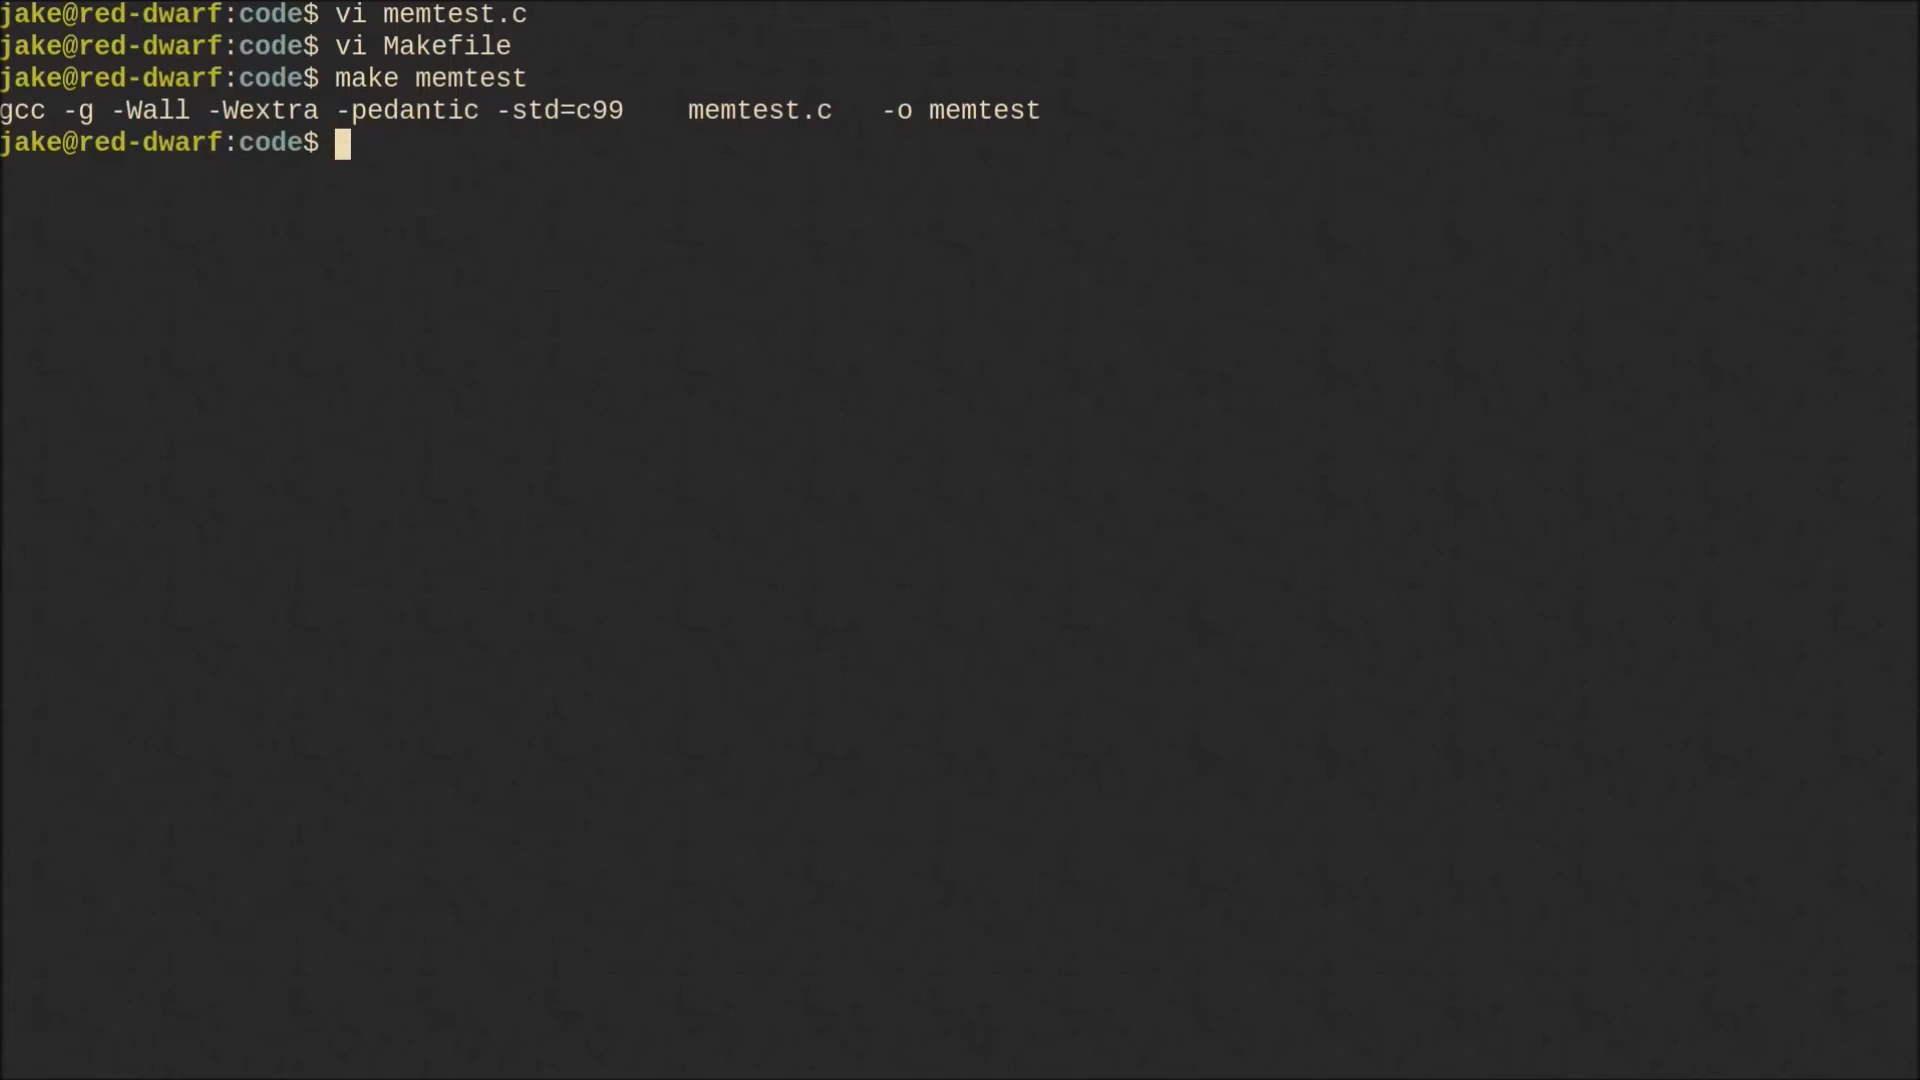 jake@red-dwarf:code$ vi memtest.c
jake@red-dwarf:code$ vi Makefile
jake@red-dwarf:code$ make memtest
gcc -g -Wall -Wextra -pedantic -std=c99    memtest.c   -o memtest
jake@red-dwarf:code$